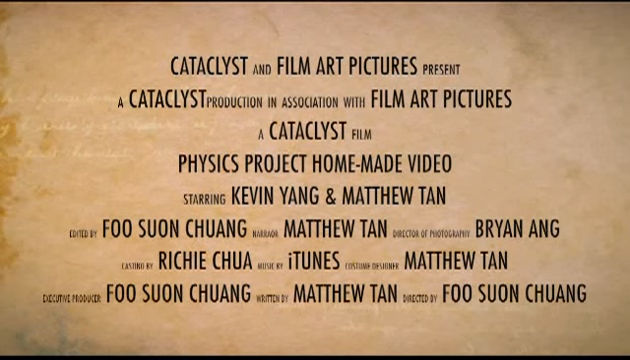 CATACLYST AND FILM ART PICTURES PRESENT
A CATACLYST PRODUCTION IN ASSOCIATION WITH FILM ART PICTURES
A CATACLYST FILM
PHYSICS PROJECT HOME-MADE VIDEO
STARRING KEVIN YANG & MATTHEW TAN
EDITED BY FOO SUON CHUANG NARRAOR MATTHEW TAN DIRECTOR OF PHOTOGRAPHY BRYAN ANG
CASTING BY RICHIE CHUA MUSIC BY iTUNES COSTUME DESIGNER MATTHEW TAN
EXECUTIVE PRODUCER FOO SUON CHUANG WRITTEN BY MATTHEW TAN DIRECTED BY FOO SUON CHUANG